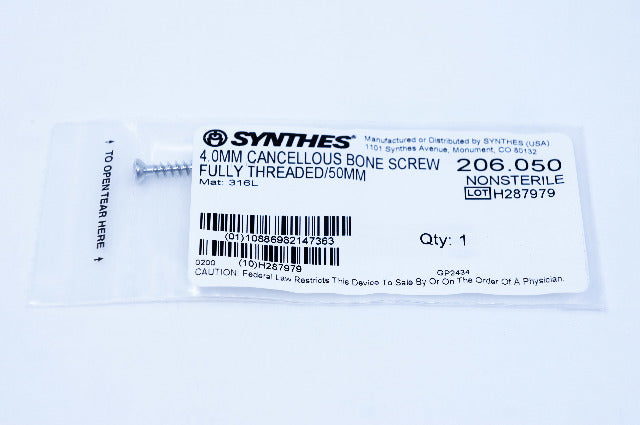 ↑ TO OPEN TEAR HERE ↑
SYNTHES®
Manufactured or Distributed by SYNTHES (USA)
1101 Synthes Avenue, Monument, CO 80132
4.0MM CANCELLOUS BONE SCREW
FULLY THREADED/50MM
Mat: 316L
206.050
NONSTERILE
LOT H287979
(01)10886982147363
Qty: 1
0200
(10)H287979
GP2434
CAUTION: Federal Law Restricts This Device To Sale By Or On The Order Of A Physician.